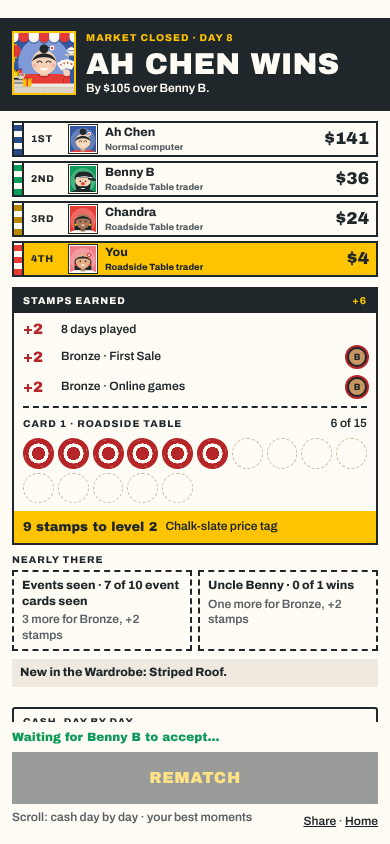 MARKET CLOSED · DAY 8
AH CHEN WINS
By $105 over Benny B.
1ST Ah Chen $141
Normal computer
2ND Benny B $36
Roadside Table trader
3RD Chandra $24
Roadside Table trader
4TH You $4
Roadside Table trader
STAMPS EARNED +6
+2 8 days played
+2 Bronze · First Sale B
+2 Bronze · Online games B
CARD 1 · ROADSIDE TABLE 6 of 15
9 stamps to level 2 Chalk-slate price tag
NEARLY THERE
Events seen · 7 of 10 event
cards seen
3 more for Bronze, +2
stamps
Uncle Benny · 0 of 1 wins
One more for Bronze, +2
stamps
New in the Wardrobe: Striped Roof.
CASH, DAY BY DAY
Waiting for Benny B to accept...
REMATCH
Scroll: cash day by day · your best moments
Share · Home